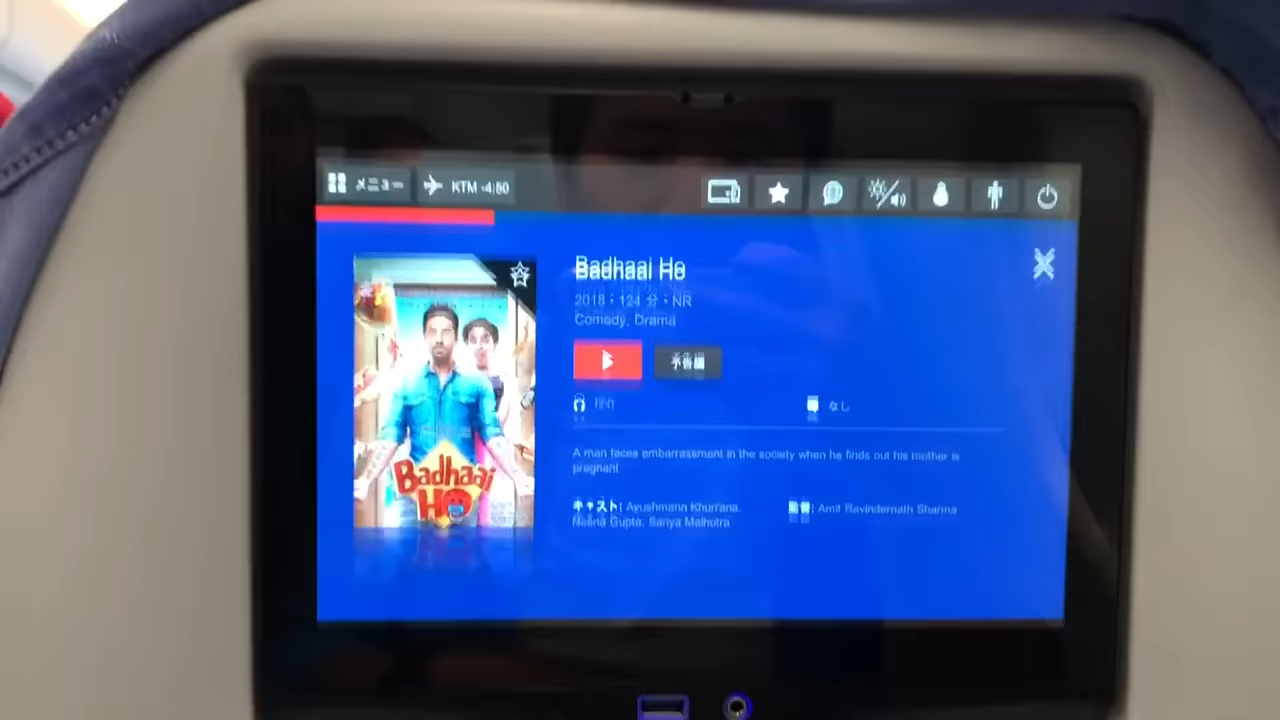 メニュー
KTM -4:50
Badhaai Ho
2018・124 分・NR
Comedy, Drama
予告編
なし
A man faces embarrassment in the society when he finds out his mother is
pregnant
キャスト: Ayushmann Khurrana,
Neena Gupta, Sanya Malhotra
監督: Amit Ravindernath Sharma
Badhaai
HO